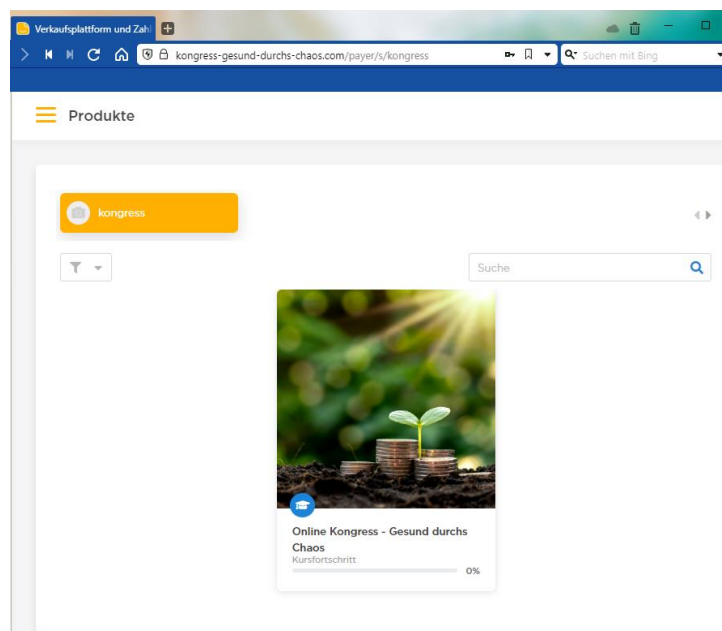 Verkaufsplattform und Zahl
kongress-gesund-durchs-chaos.com/payer/s/kongress
Suchen mit Bing
Produkte
kongress
Suche
Online Kongress - Gesund durchs
Chaos
Kursfortschritt
0%